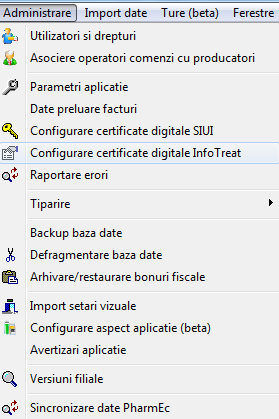 Administrare Import date Ture (beta) Ferestre
Utilizatori si drepturi
Asociere operatori comenzi cu producatori
Parametri aplicatie
Date preluare facturi
Configurare certificate digitale SIUI
Configurare certificate digitale InfoTreat
Raportare erori
Tiparire
Backup baza date
Defragmentare baza date
Arhivare/restaurare bonuri fiscale
Import setari vizuale
Configurare aspect aplicatie (beta)
Avertizari aplicatie
Versiuni filiale
Sincronizare date PharmEc